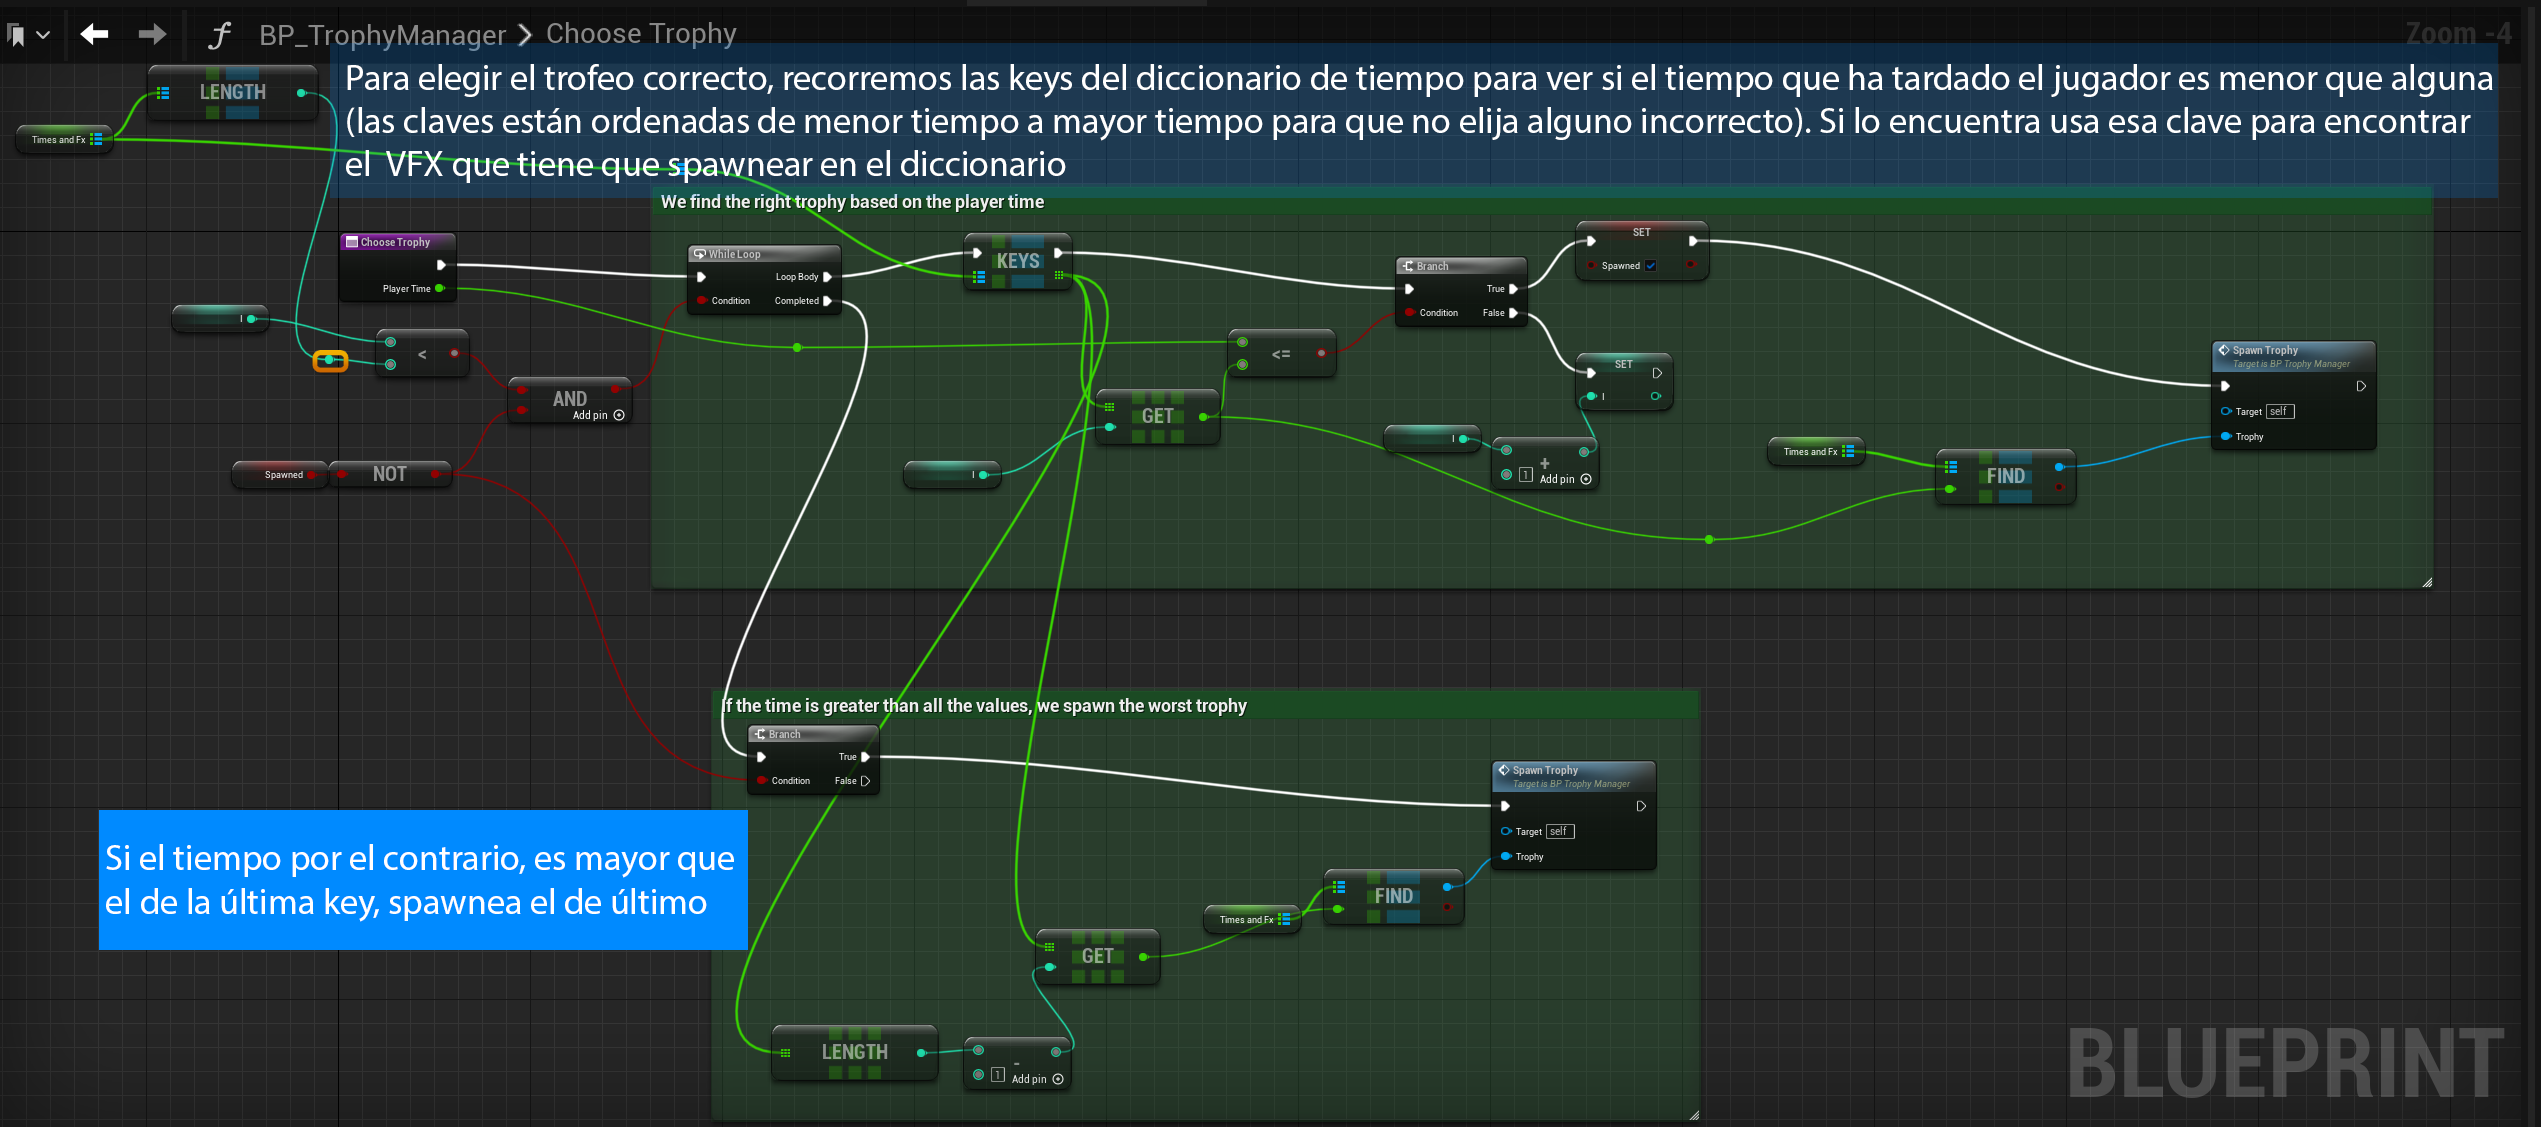 BP_TrophyManager > Choose Trophy
Zoom -4
Para elegir el trofeo correcto, recorremos las keys del diccionario de tiempo para ver si el tiempo que ha tardado el jugador es menor que alguna
(las claves están ordenadas de menor tiempo a mayor tiempo para que no elija alguno incorrecto). Si lo encuentra usa esa clave para encontrar
el  VFX que tiene que spawnear en el diccionario
LENGTH
Times and Fx
We find the right trophy based on the player time
Choose Trophy
Player Time
While Loop
Loop Body
Condition
Completed
KEYS
Branch
True
Condition
False
SET
Spawned
I
<
AND
Add pin
Spawned
NOT
<=
GET
I
SET
I
I
+
1
Add pin
Times and Fx
FIND
Spawn Trophy
Target is BP Trophy Manager
Target
self
Trophy
If the time is greater than all the values, we spawn the worst trophy
Branch
True
Condition
False
Spawn Trophy
Target is BP Trophy Manager
Target
self
Trophy
Si el tiempo por el contrario, es mayor que
el de la última key, spawnea el de último
Times and Fx
FIND
GET
LENGTH
-
1
Add pin
BLUEPRINT